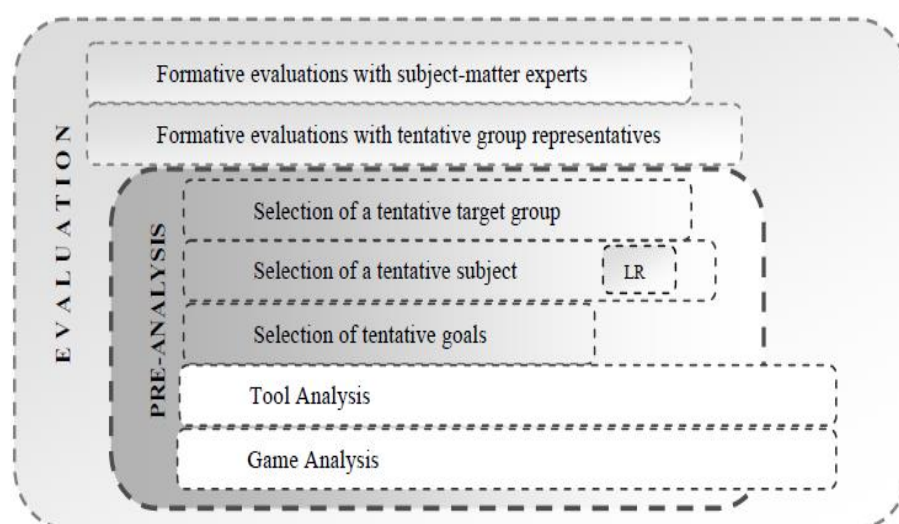 Formative evaluations with subject-matter experts
Formative evaluations with tentative group representatives
EVALUATION
PRE-ANALYSIS
Selection of a tentative target group
Selection of a tentative subject
LR
Selection of tentative goals
Tool Analysis
Game Analysis